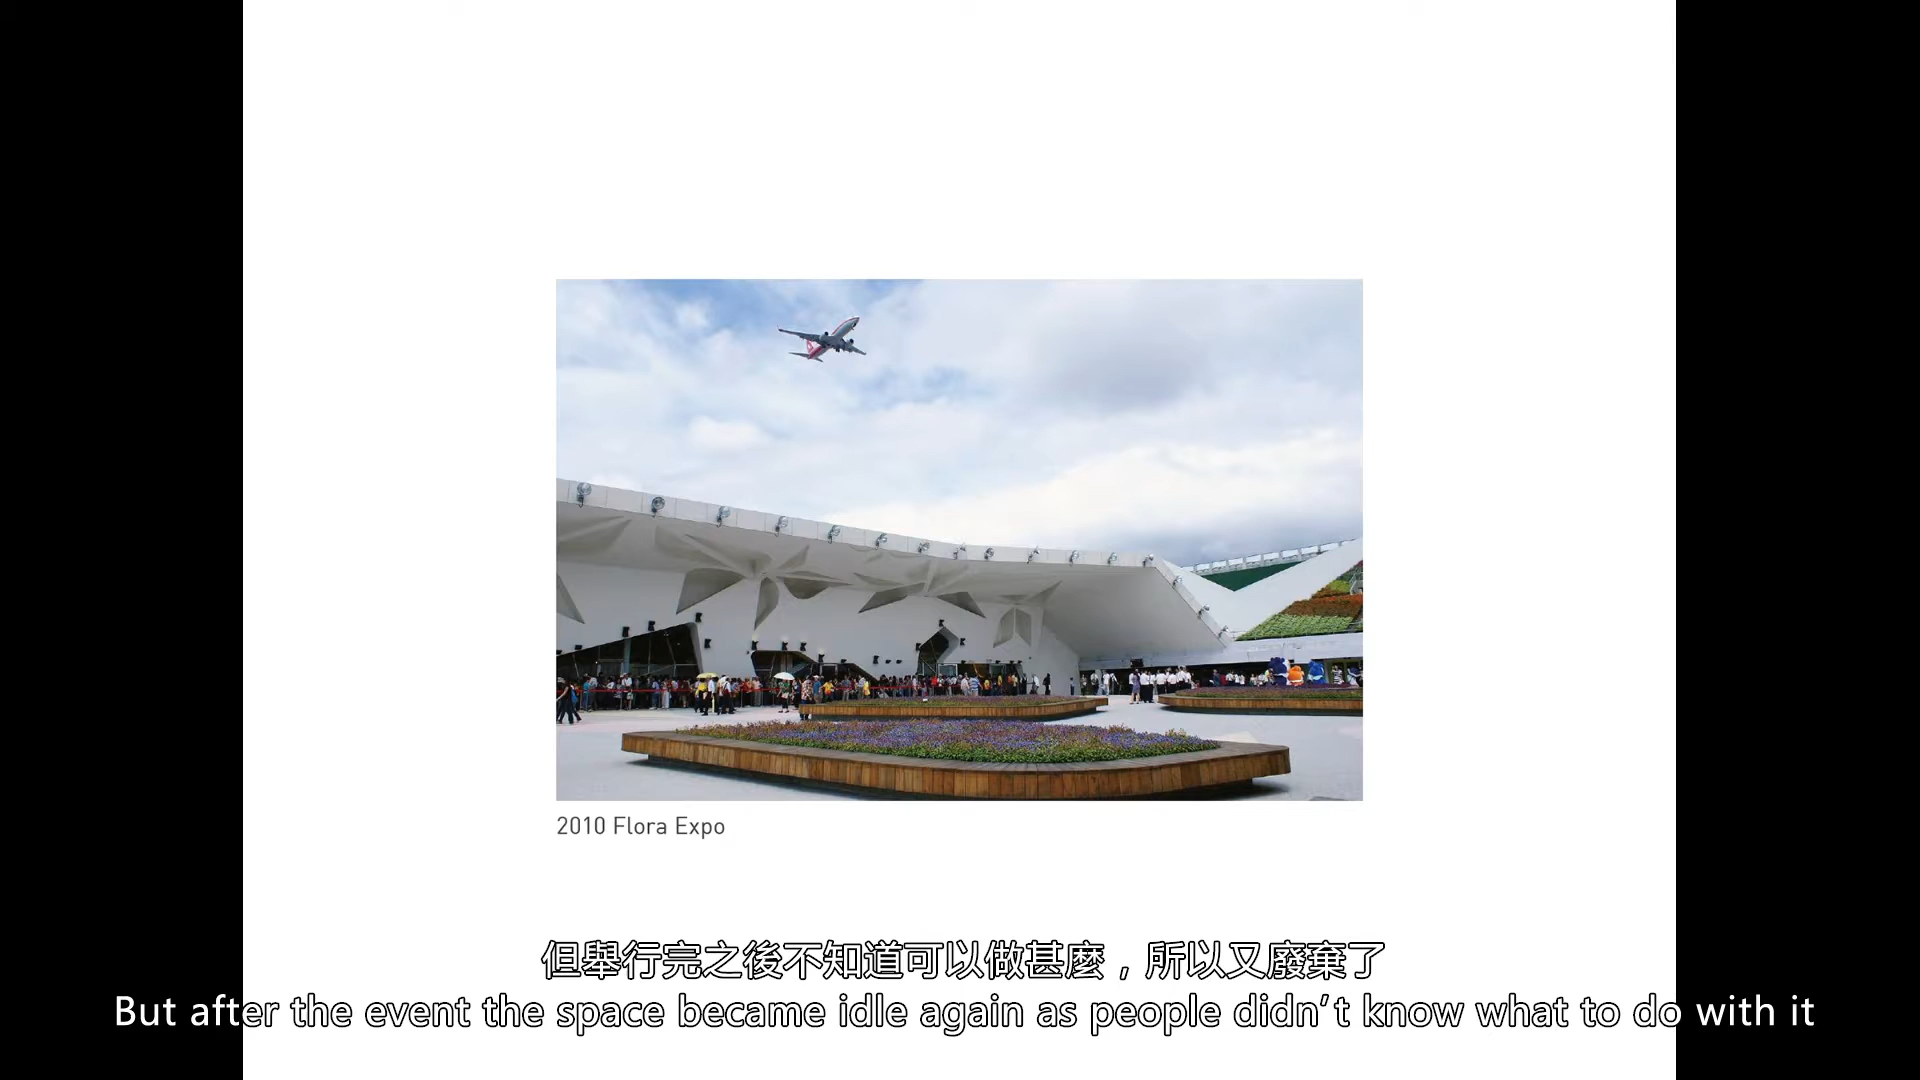 2010 Flora Expo
但舉行完之後不知道可以做甚麼，所以又廢棄了
But after the event the space became idle again as people didn't know what to do with it